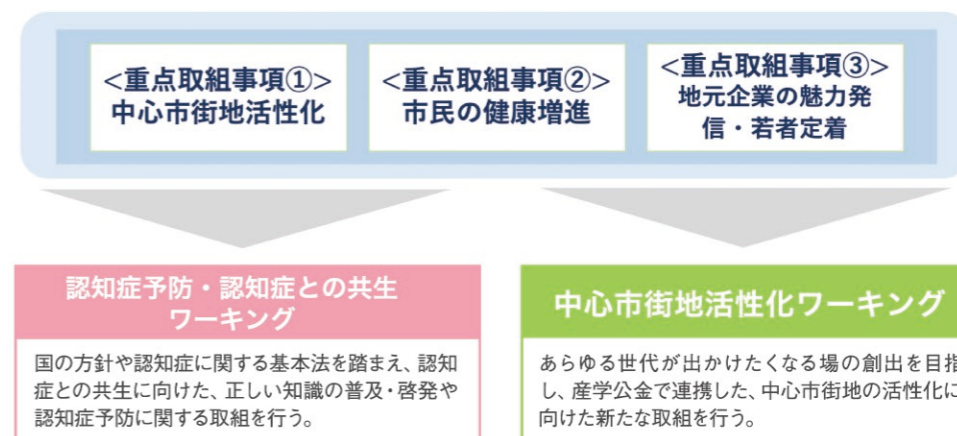 <重点取組事項①>
中心市街地活性化
<重点取組事項②>
市民の健康増進
<重点取組事項③>
地元企業の魅力発
信・若者定着
認知症予防・認知症との共生
ワーキング
国の方針や認知症に関する基本法を踏まえ、認知
症との共生に向けた、正しい知識の普及・啓発や
認知症予防に関する取組を行う。
中心市街地活性化ワーキング
あらゆる世代が出かけたくなる場の創出を目指
し、産学公金で連携した、中心市街地の活性化に
向けた新たな取組を行う。